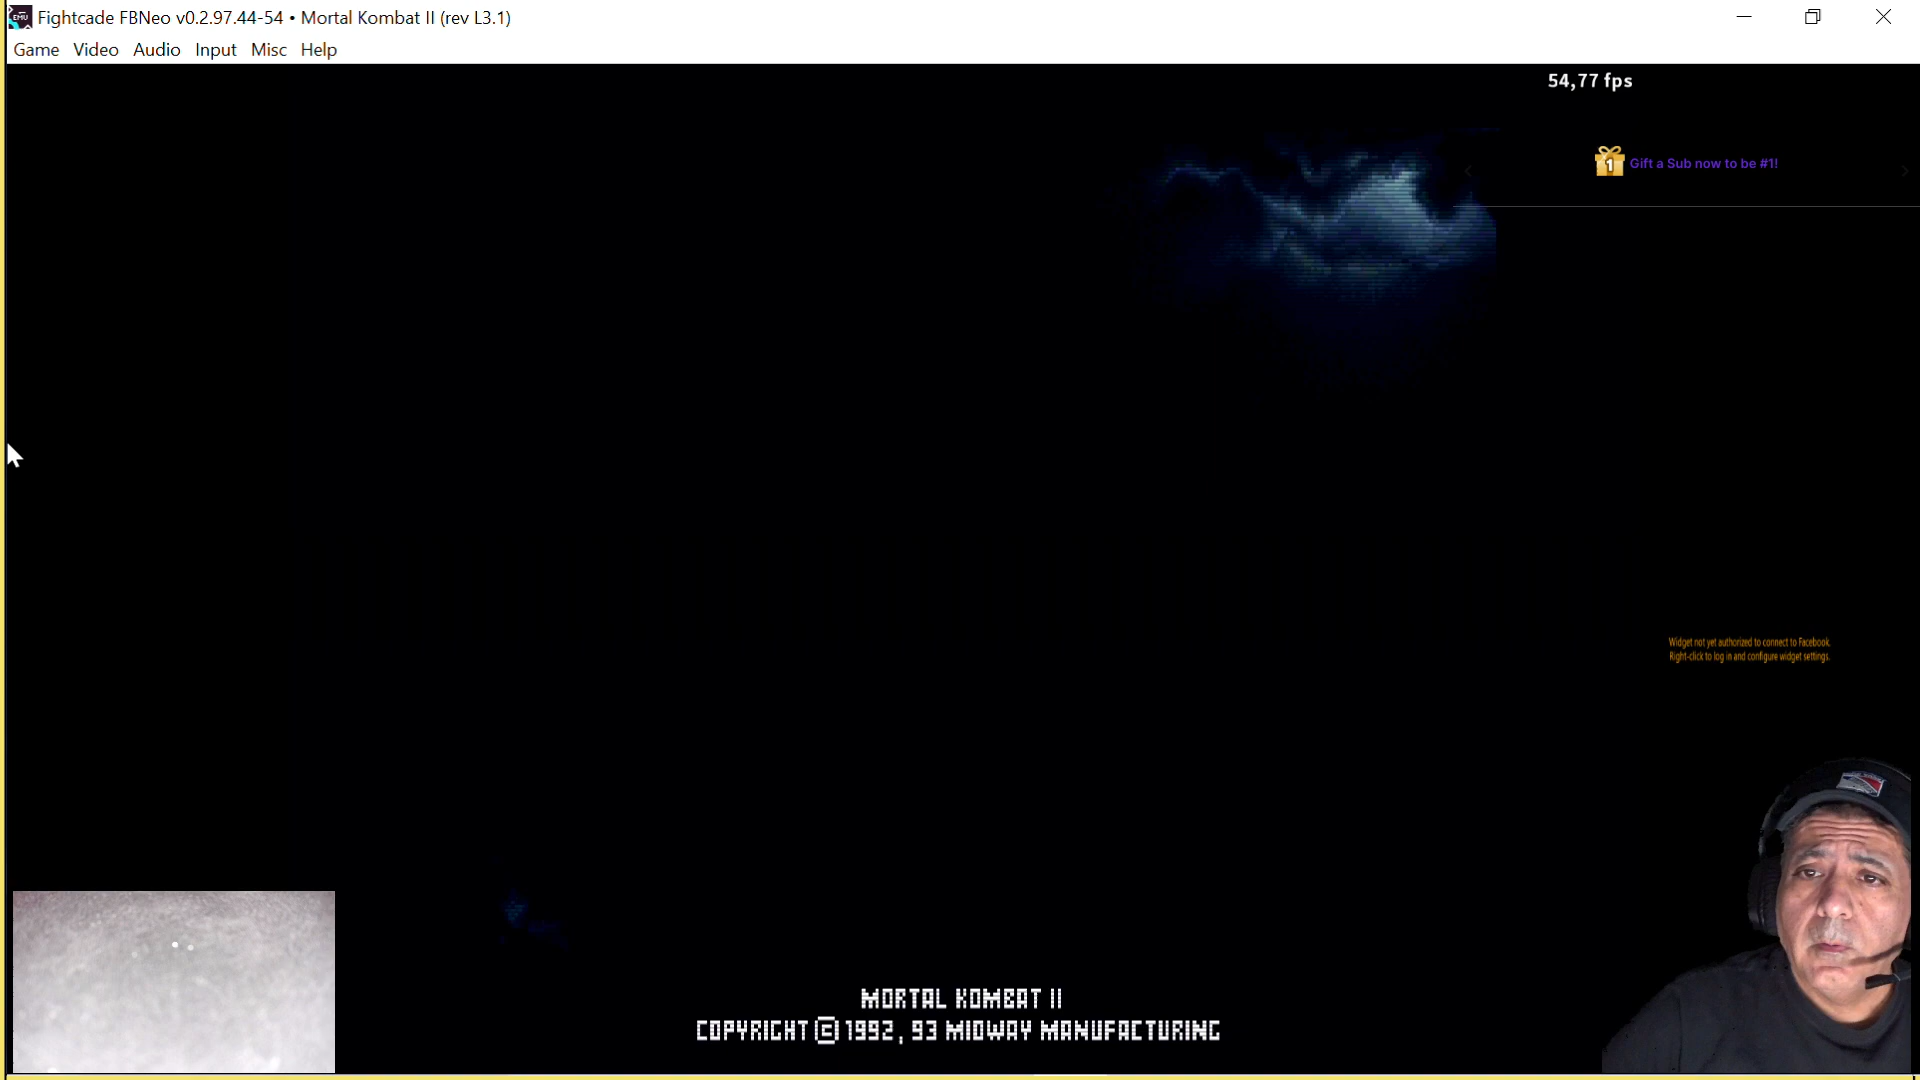 Fightcade FBNeo v0.2.97.44-54 • Mortal Kombat II (rev L3.1)
Game Video Audio Input Misc Help
54,77 fps
1 Gift a Sub now to be #1!
Widget not yet authorized to connect to Facebook.
Right-click to log in and configure widget settings.
MORTAL KOMBAT II
COPYRIGHT © 1992, 93 MIDWAY MANUFACTURING